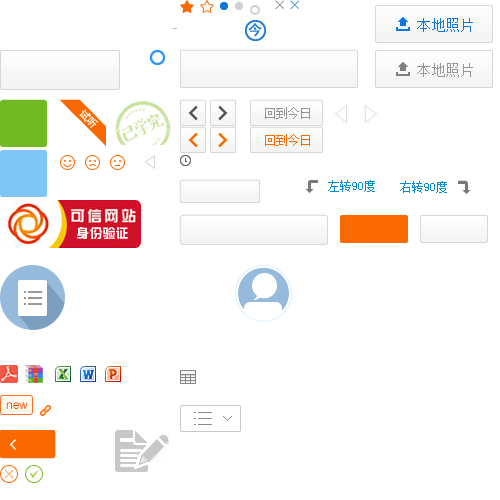 今
本地照片
本地照片
试听
已学完
回到今日
回到今日
左转90度
右转90度
可信网站
身份验证
new